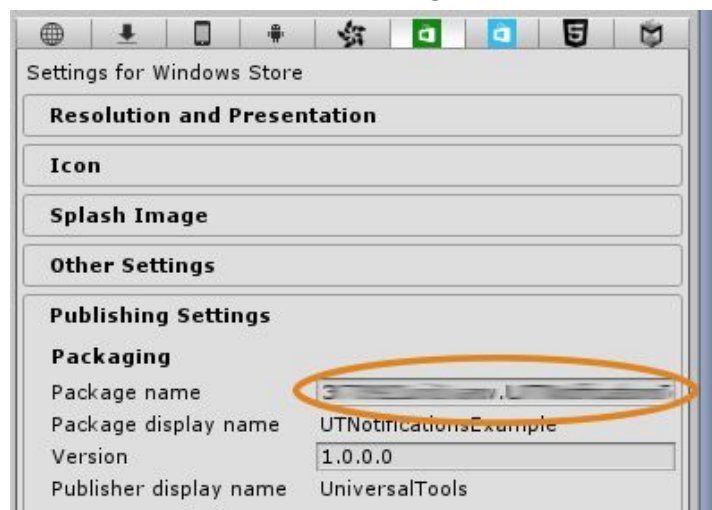 Settings for Windows Store
Resolution and Presentation
Icon
Splash Image
Other Settings
Publishing Settings
Packaging
Package name
Package display name UTNotificationsExample
Version 1.0.0.0
Publisher display name UniversalTools